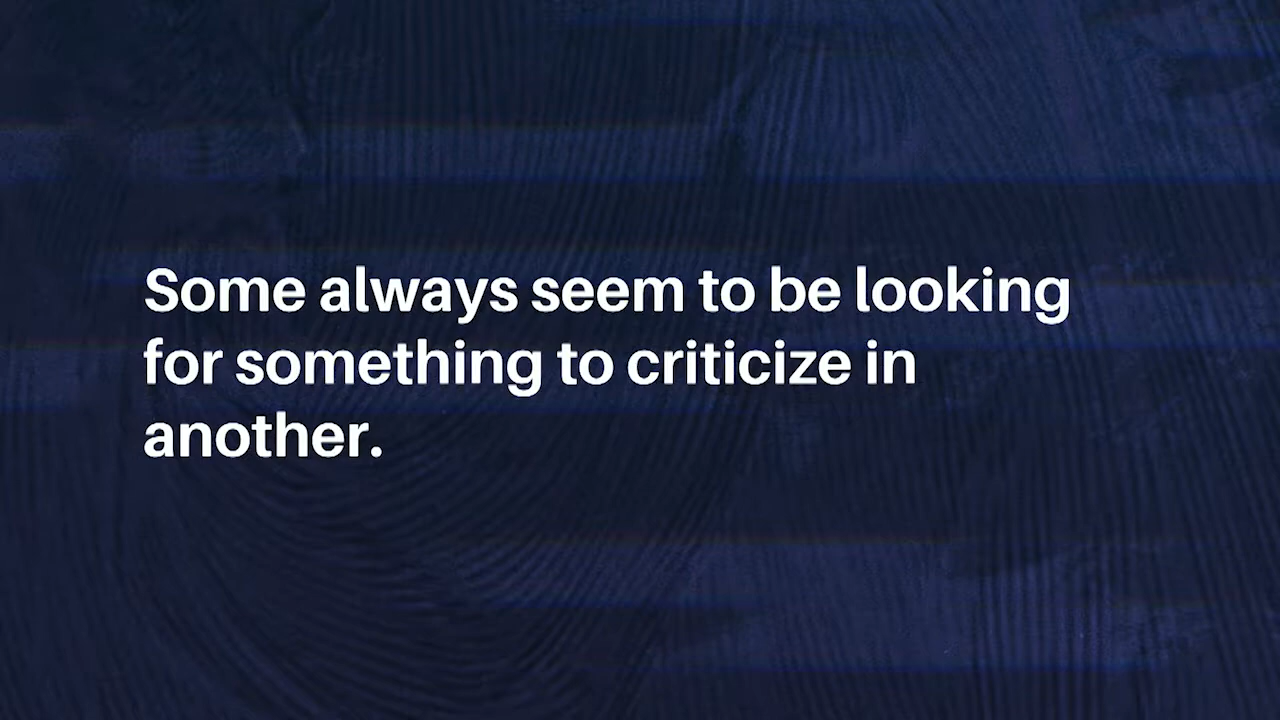 Some always seem to be looking
for something to criticize in
another.